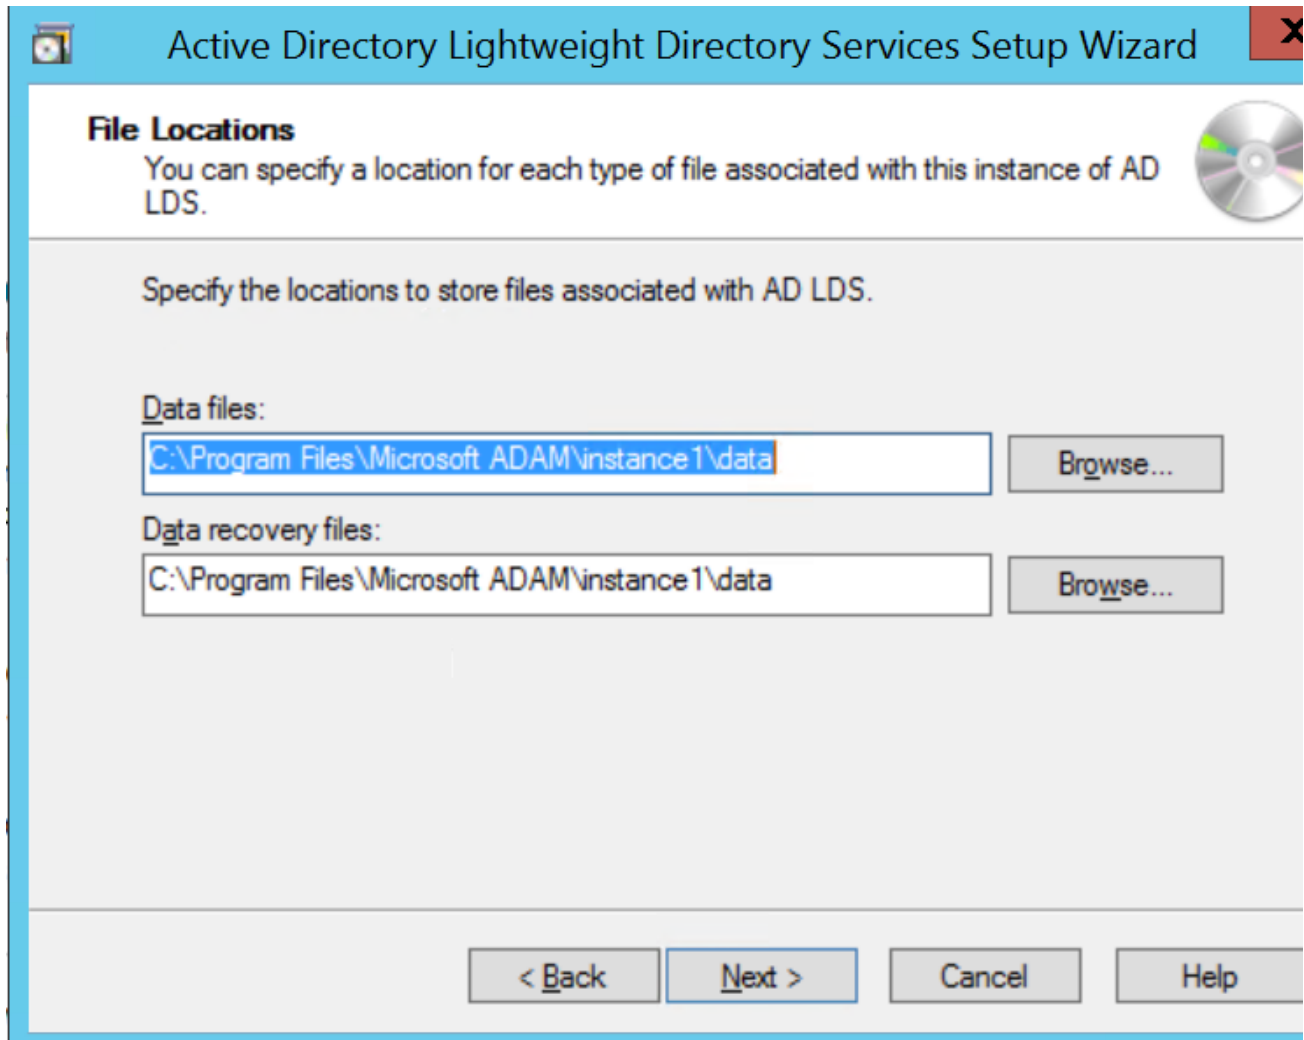 Active Directory Lightweight Directory Services Setup Wizard
File Locations
You can specify a location for each type of file associated with this instance of AD
LDS.
Specify the locations to store files associated with AD LDS.
Data files:
C:\Program Files\Microsoft ADAM\instance1\data
Browse...
Data recovery files:
C:\Program Files\Microsoft ADAM\instance1\data
Browse...
< Back
Next >
Cancel
Help